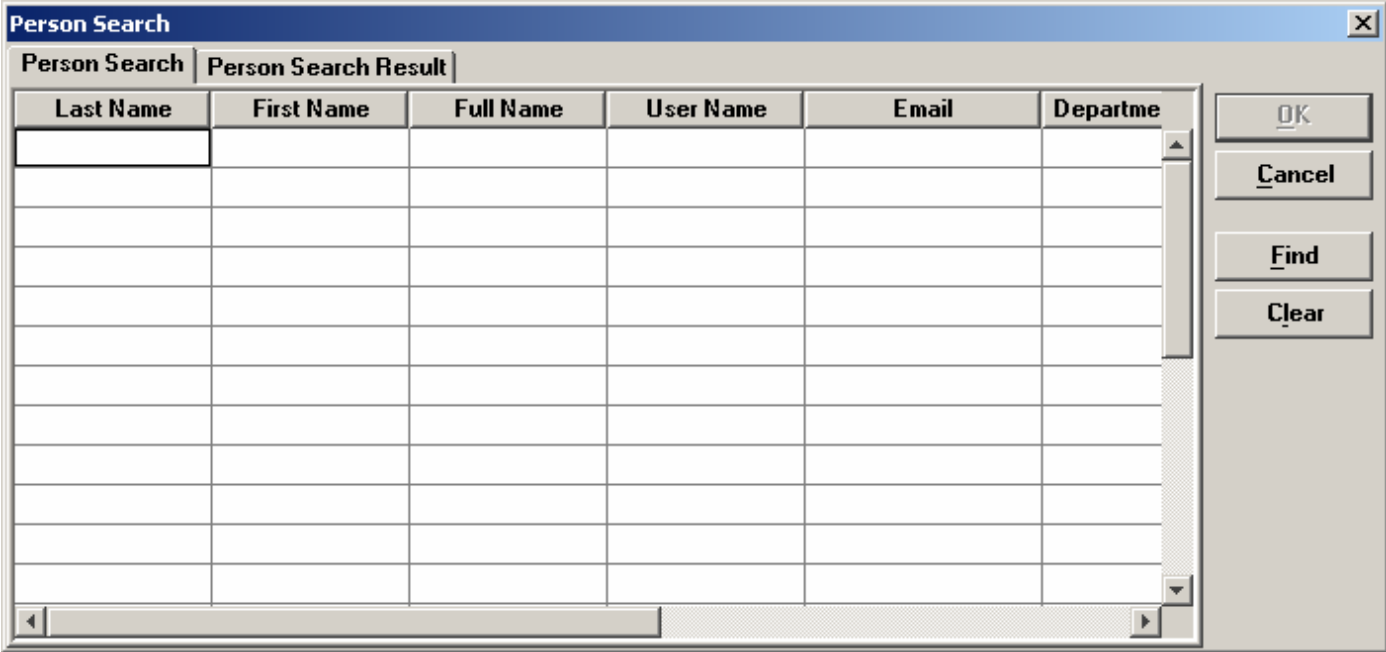 Person Search
Person Search Person Search Result
Last Name First Name Full Name User Name Email Departme
OK
Cancel
Find
Clear